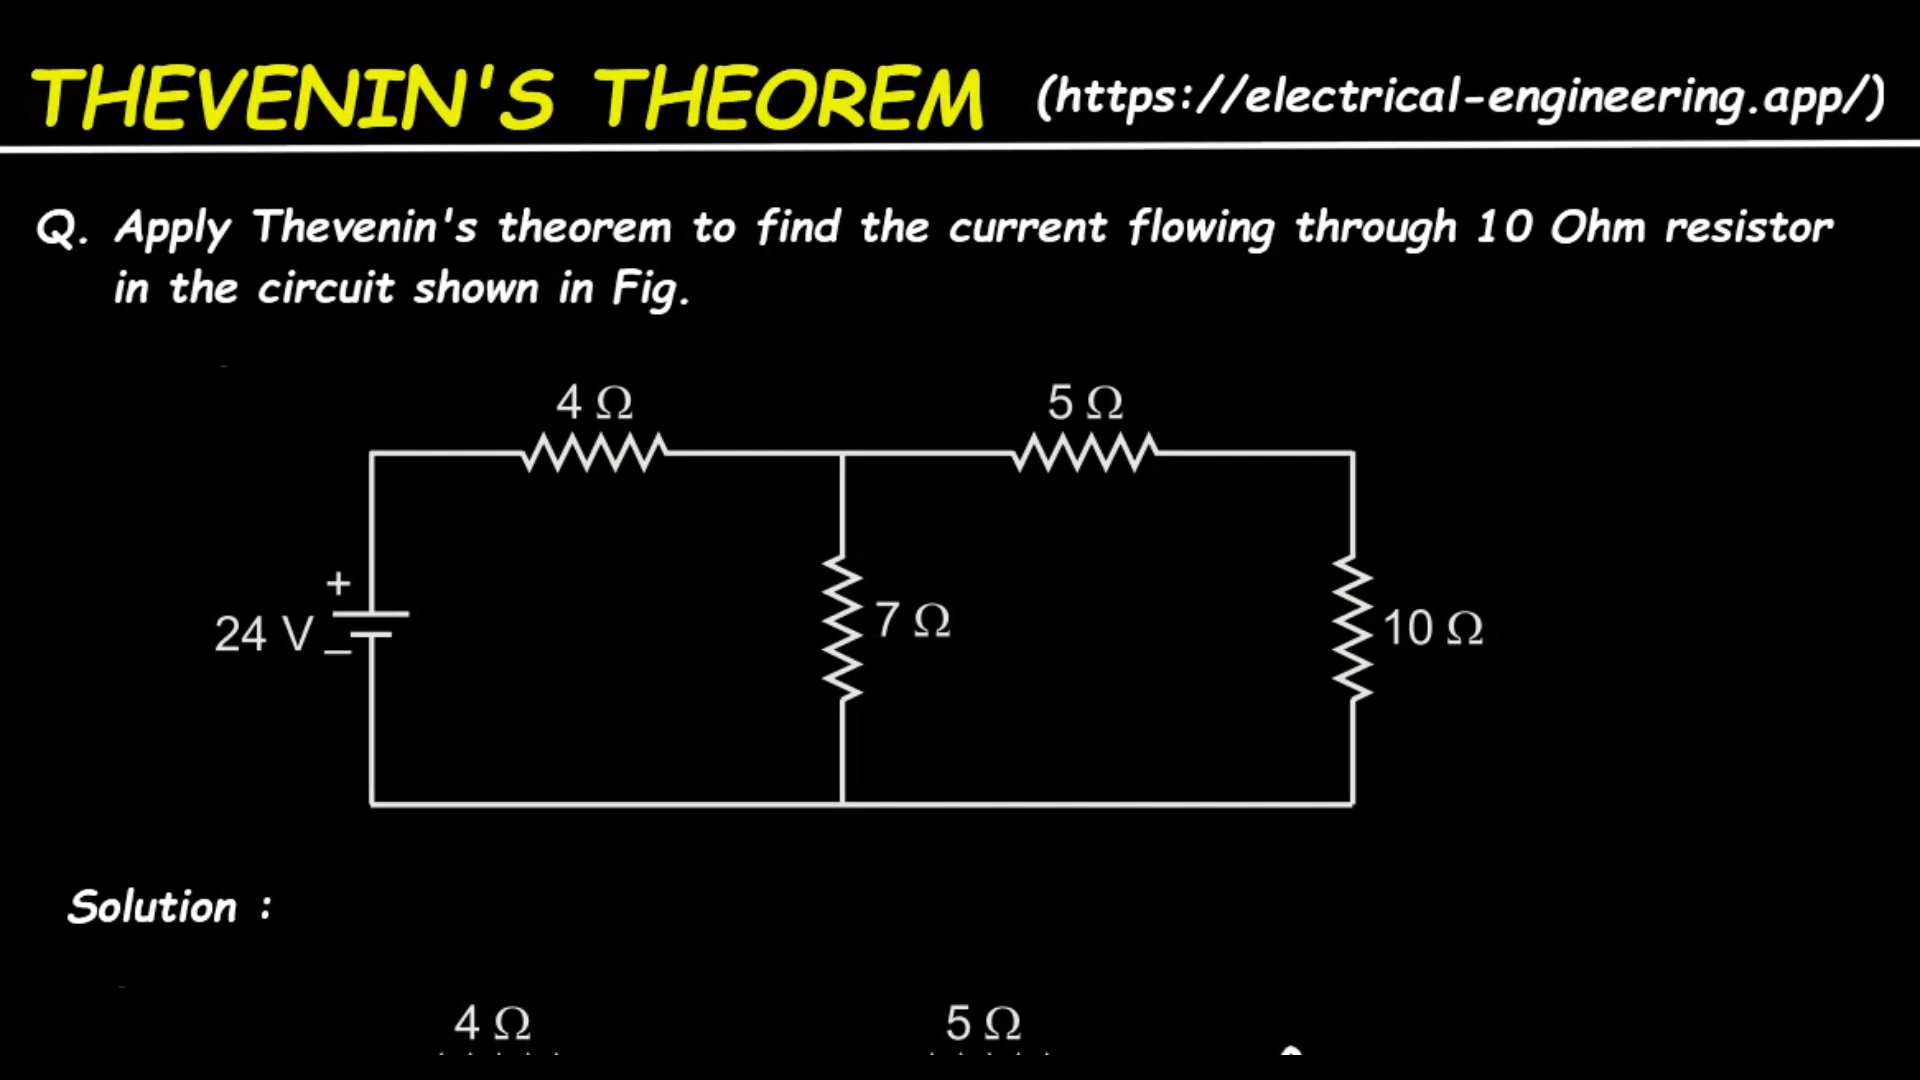 THEVENIN'S THEOREM (https://electrical-engineering.app/)
Q. Apply Thevenin's theorem to find the current flowing through 10 Ohm resistor
in the circuit shown in Fig.
4 Ω
5 Ω
+
24 V
–
7 Ω
10 Ω
Solution :
4 Ω
5 Ω